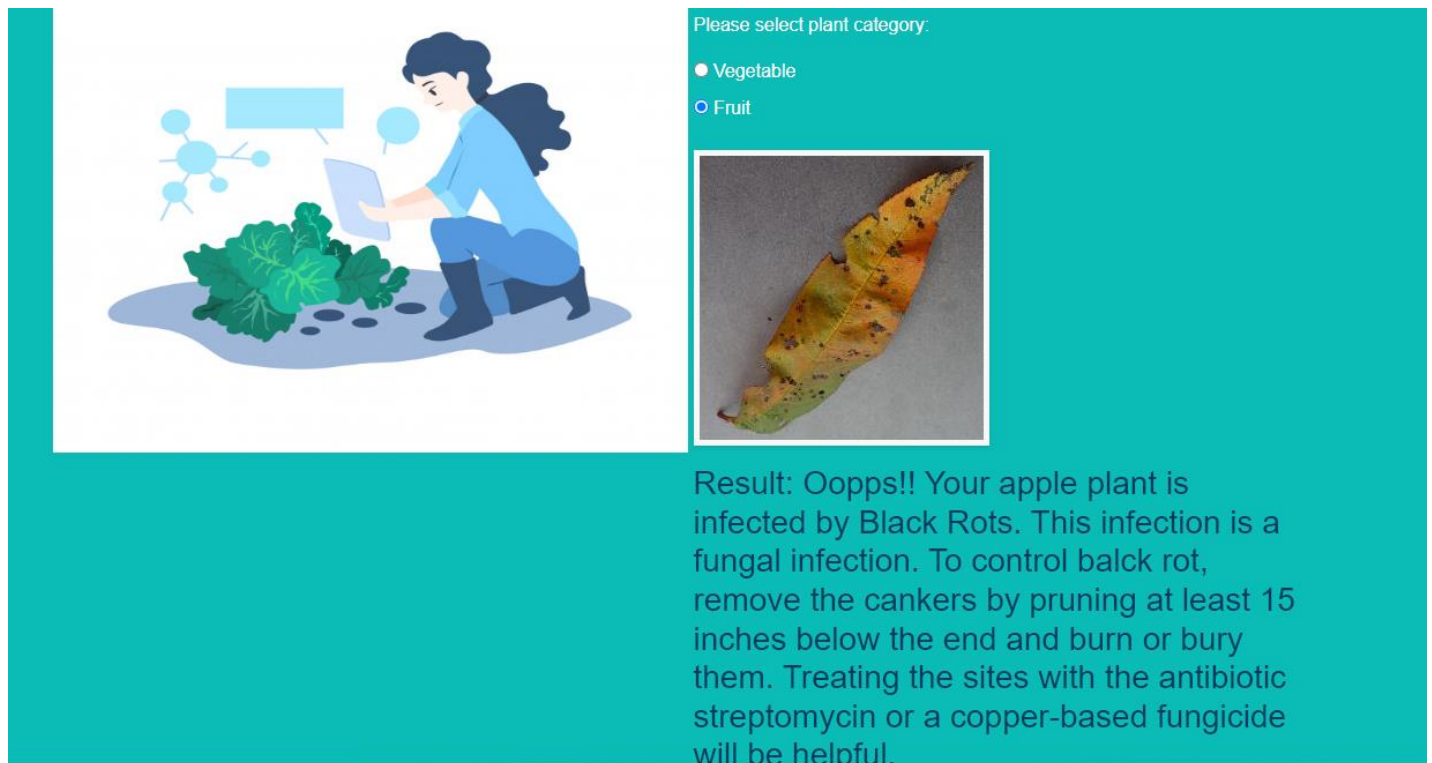 Please select plant category:
Vegetable
Fruit
Result: Oopps!! Your apple plant is
infected by Black Rots. This infection is a
fungal infection. To control balck rot,
remove the cankers by pruning at least 15
inches below the end and burn or bury
them. Treating the sites with the antibiotic
streptomycin or a copper-based fungicide
will be helpful.